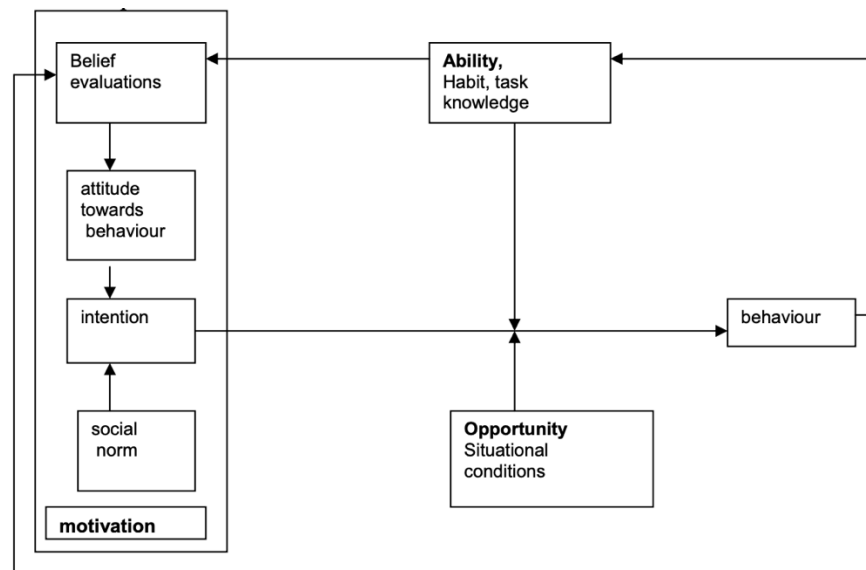 Belief
evaluations
Ability,
Habit, task
knowledge
attitude
towards
behaviour
intention
behaviour
social
norm
Opportunity
Situational
conditions
motivation